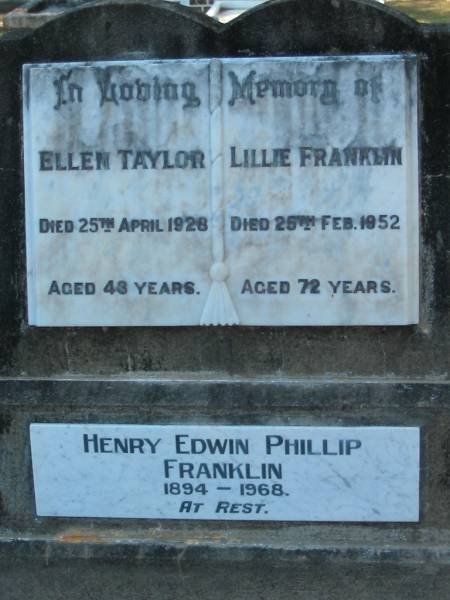 In Loving Memory of
ELLEN TAYLOR
DIED 25TH APRIL 1928
AGED 43 YEARS.
LILLIE FRANKLIN
DIED 25TH FEB. 1952
AGED 72 YEARS.
HENRY EDWIN PHILLIP
FRANKLIN
1894 – 1968.
AT REST.